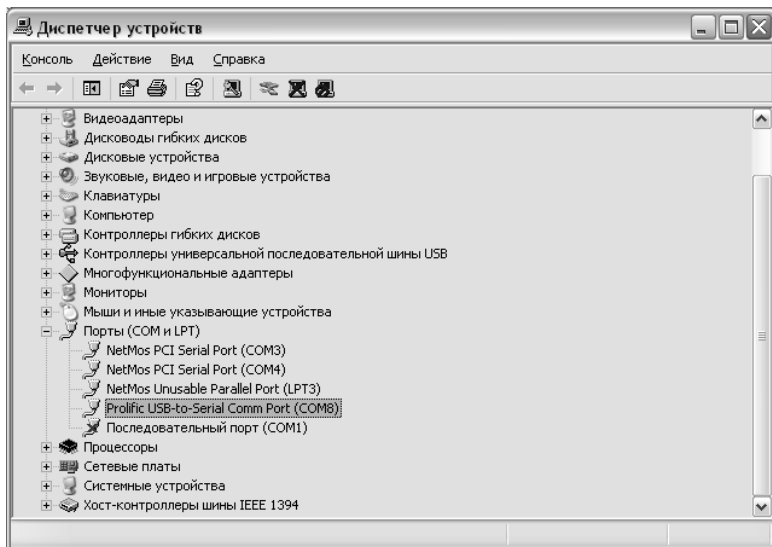 Диспетчер устройств
Консоль Действие Вид Справка
Видеоадаптеры
Дисководы гибких дисков
Дисковые устройства
Звуковые, видео и игровые устройства
Клавиатуры
Компьютер
Контроллеры гибких дисков
Контроллеры универсальной последовательной шины USB
Многофункциональные адаптеры
Мониторы
Мыши и иные указывающие устройства
Порты (COM и LPT)
NetMos PCI Serial Port (COM3)
NetMos PCI Serial Port (COM4)
NetMos Unusable Parallel Port (LPT3)
Prolific USB-to-Serial Comm Port (COM8)
Последовательный порт (COM1)
Процессоры
Сетевые платы
Системные устройства
Хост-контроллеры шины IEEE 1394